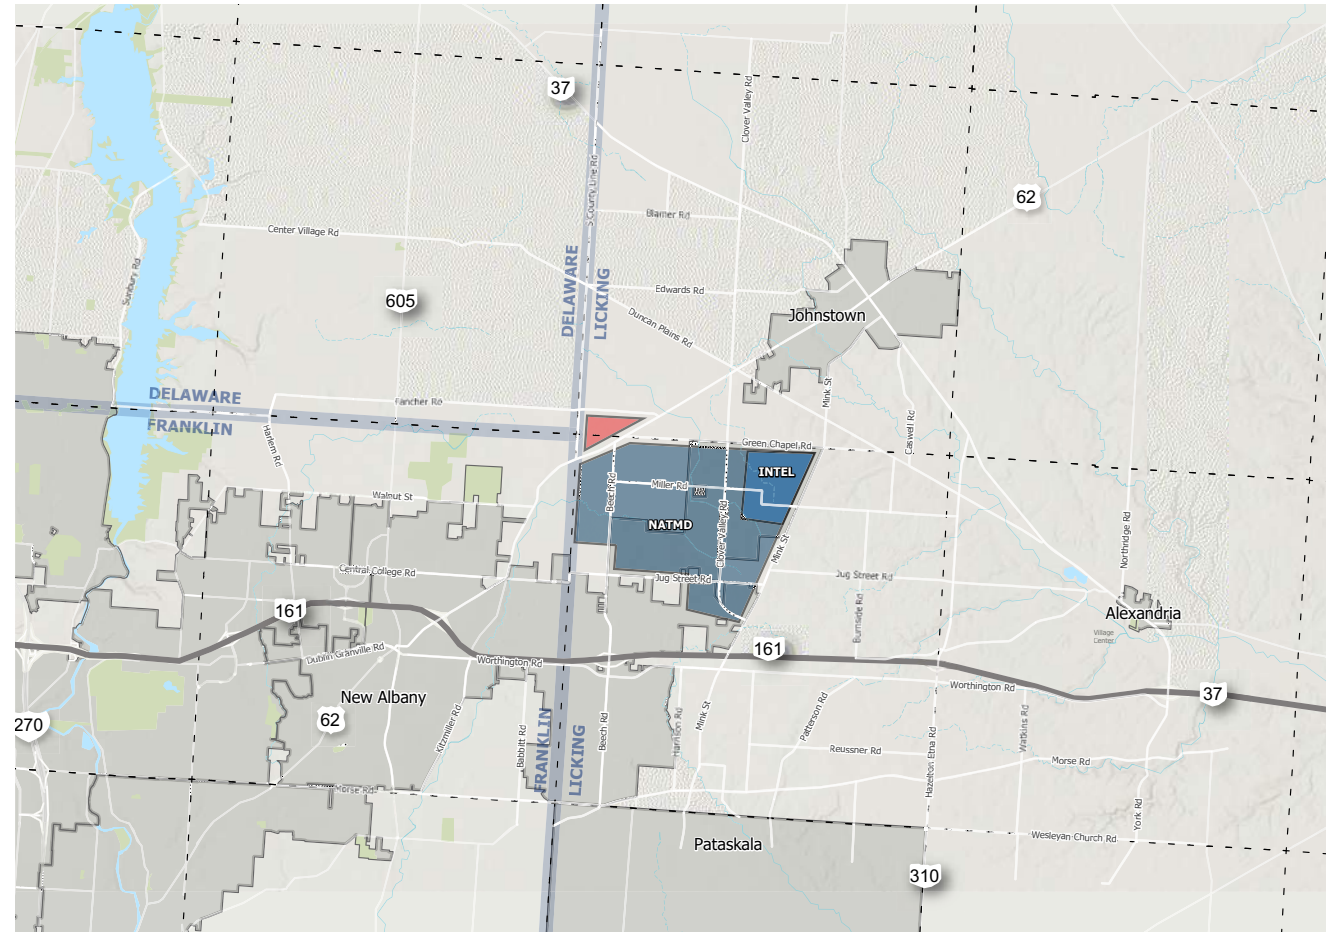 37
Clover Valley Rd
62
S County Line Rd
Blamer Rd
Center Village Rd
Sunbury Rd
605
DELAWARE
LICKING
Edwards Rd
Duncan Plains Rd
Johnstown
Mink St
DELAWARE
FRANKLIN
Fancher Rd
Harlem Rd
Caswell Rd
Green Chapel Rd
INTEL
Beech Rd
Miller Rd
Walnut St
NATMD
Clover Valley Rd
Mink St
Northridge Rd
Central College Rd
Jug Street Rd
Jug Street Rd
161
Burnside Rd
Alexandria
Village
Center
Dublin Granville Rd
Worthington Rd
161
Worthington Rd
37
New Albany
62
270
Kitzmiller Rd
Babbitt Rd
FRANKLIN
LICKING
Beech Rd
Harrison Rd
Mink St
Patterson Rd
Reussner Rd
Hazelton Etna Rd
Watkins Rd
Morse Rd
Morse Rd
York Rd
Wesleyan Church Rd
Pataskala
310